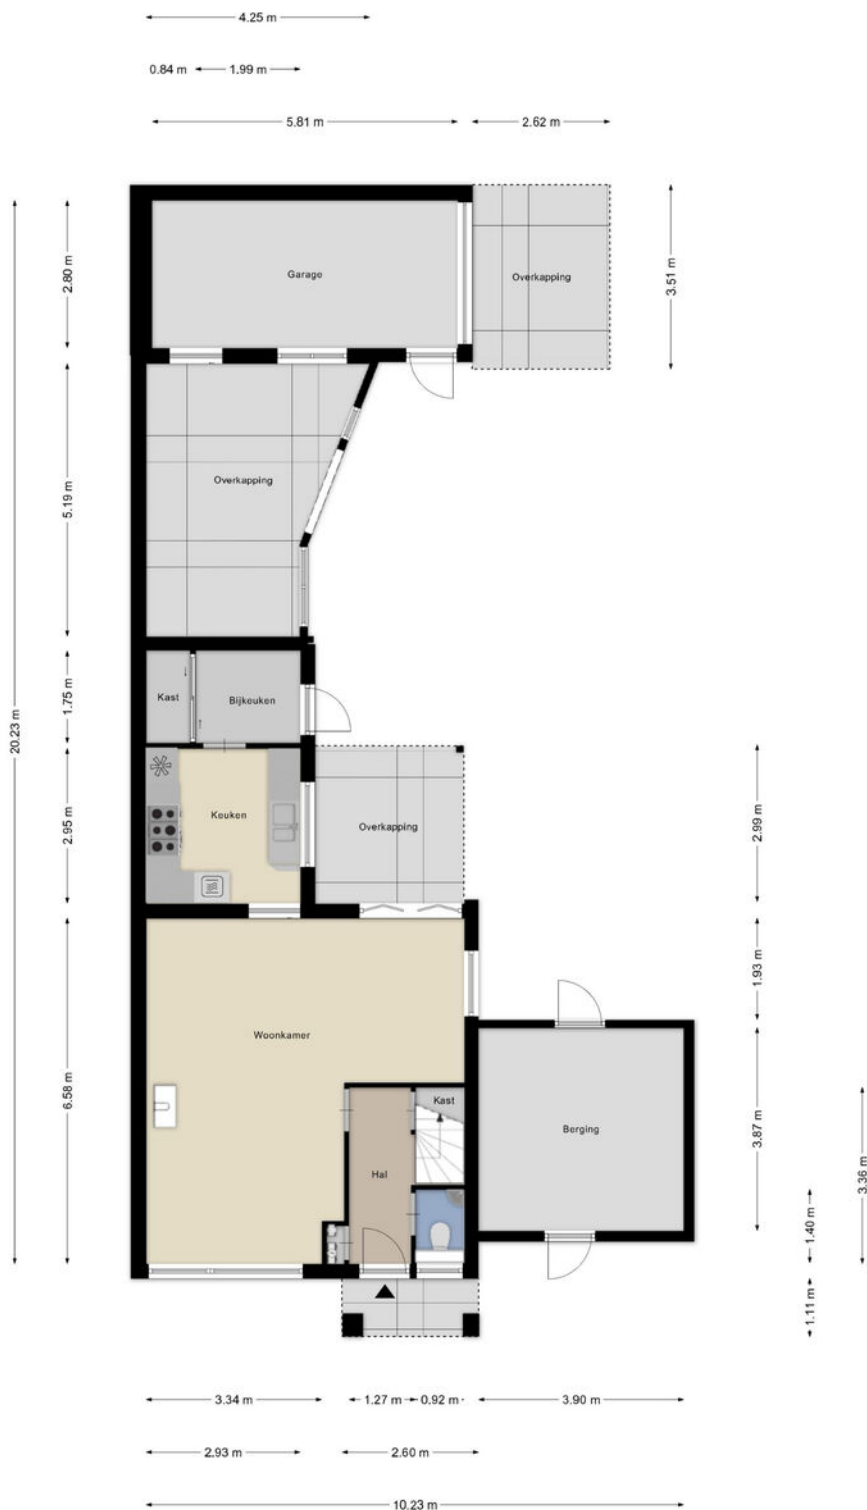 4.25 m
0.84 m
1.99 m
5.81 m
2.62 m
2.80 m
3.51 m
Garage
Overkapping
20.23 m
5.19 m
Overkapping
1.75 m
Kast
Bijkeuken
2.95 m
Keuken
Overkapping
2.99 m
1.93 m
6.58 m
Woonkamer
Kast
Berging
3.87 m
Hal
3.36 m
1.40 m
1.11 m
3.34 m
1.27 m
0.92 m
3.90 m
2.93 m
2.60 m
10.23 m